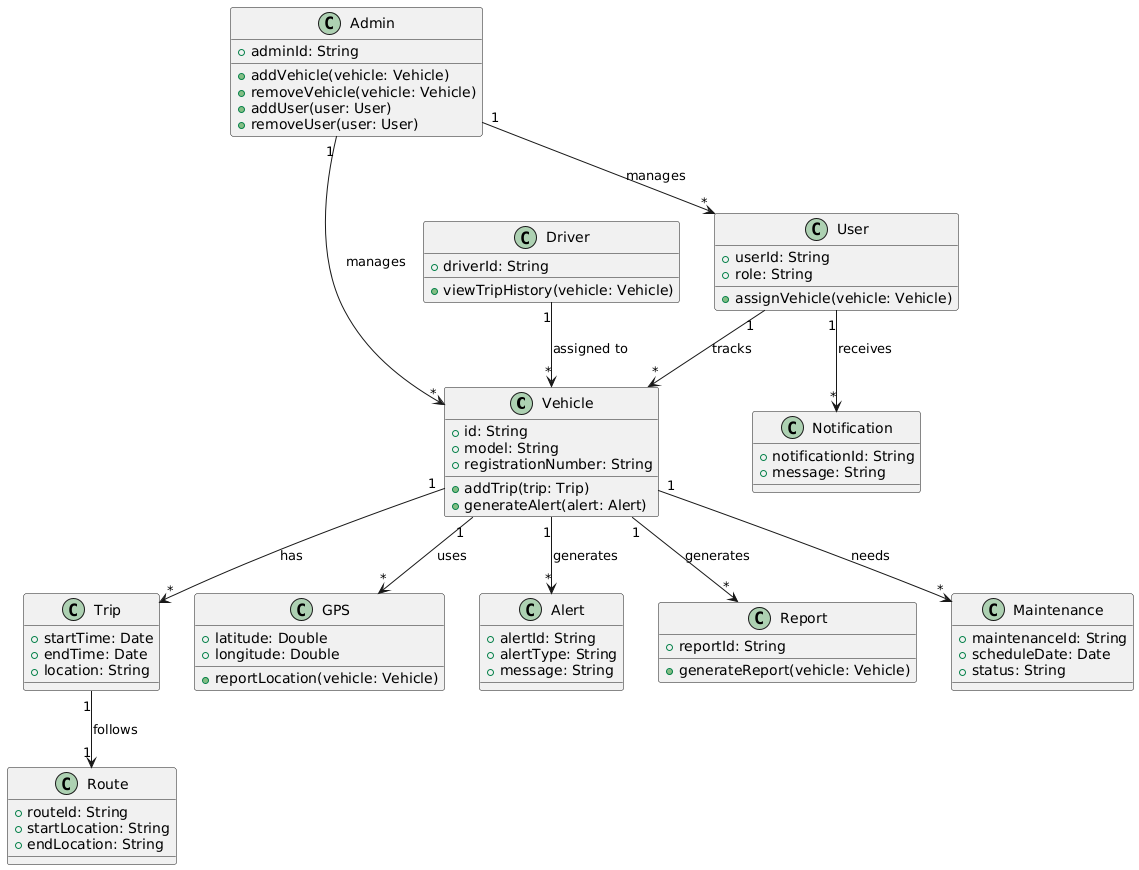 C Admin
adminId: String
addVehicle(vehicle: Vehicle)
removeVehicle(vehicle: Vehicle)
addUser(user: User)
removeUser(user: User)
1
1
manages
*
manages
*
C Driver
driverId: String
viewTripHistory(vehicle: Vehicle)
C User
userId: String
role: String
assignVehicle(vehicle: Vehicle)
1
assigned to
*
1
tracks
*
1
receives
*
C Vehicle
id: String
model: String
registrationNumber: String
addTrip(trip: Trip)
generateAlert(alert: Alert)
C Notification
notificationId: String
message: String
1
has
*
1
uses
*
1
generates
*
1
generates
*
1
needs
*
C Trip
startTime: Date
endTime: Date
location: String
C GPS
latitude: Double
longitude: Double
reportLocation(vehicle: Vehicle)
C Alert
alertId: String
alertType: String
message: String
C Report
reportId: String
generateReport(vehicle: Vehicle)
C Maintenance
maintenanceId: String
scheduleDate: Date
status: String
1
follows
1
C Route
routeId: String
startLocation: String
endLocation: String